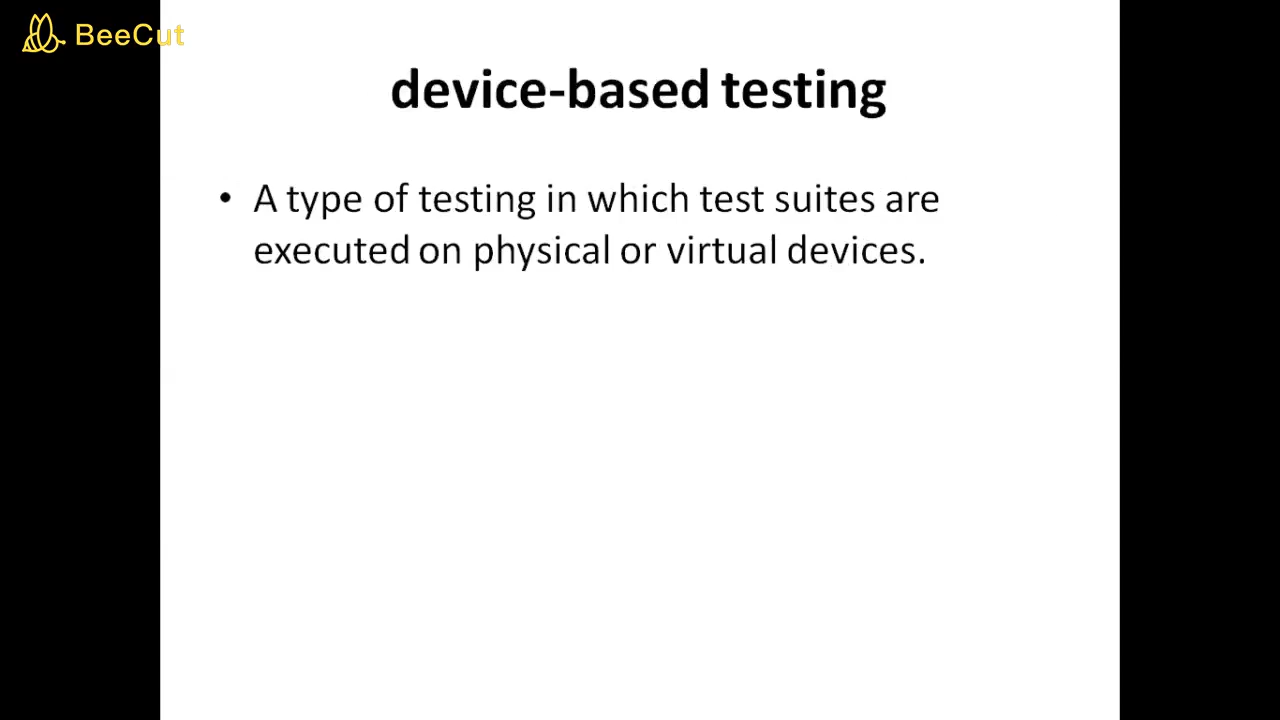 BeeCut
device-based testing
• A type of testing in which test suites are
executed on physical or virtual devices.